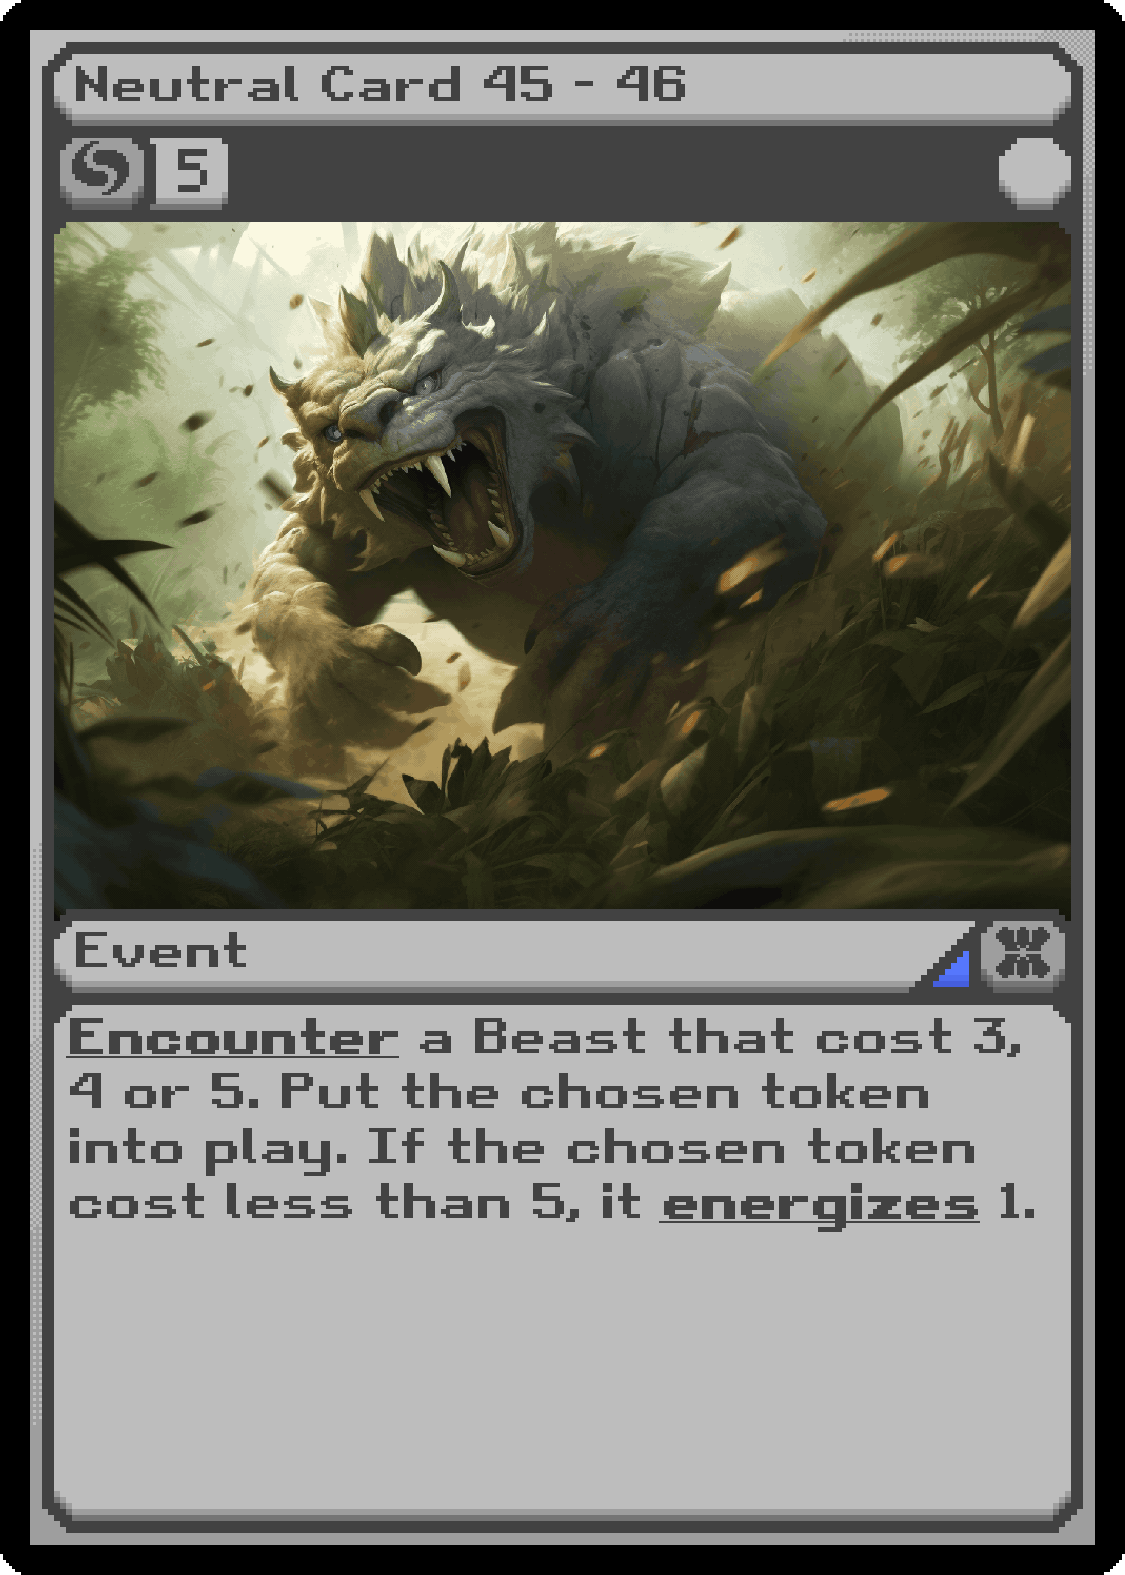 Neutral Card 45 - 46
5
Event
Encounter a Beast that cost 3,
4 or 5. Put the chosen token
into play. If the chosen token
cost less than 5, it energizes 1.